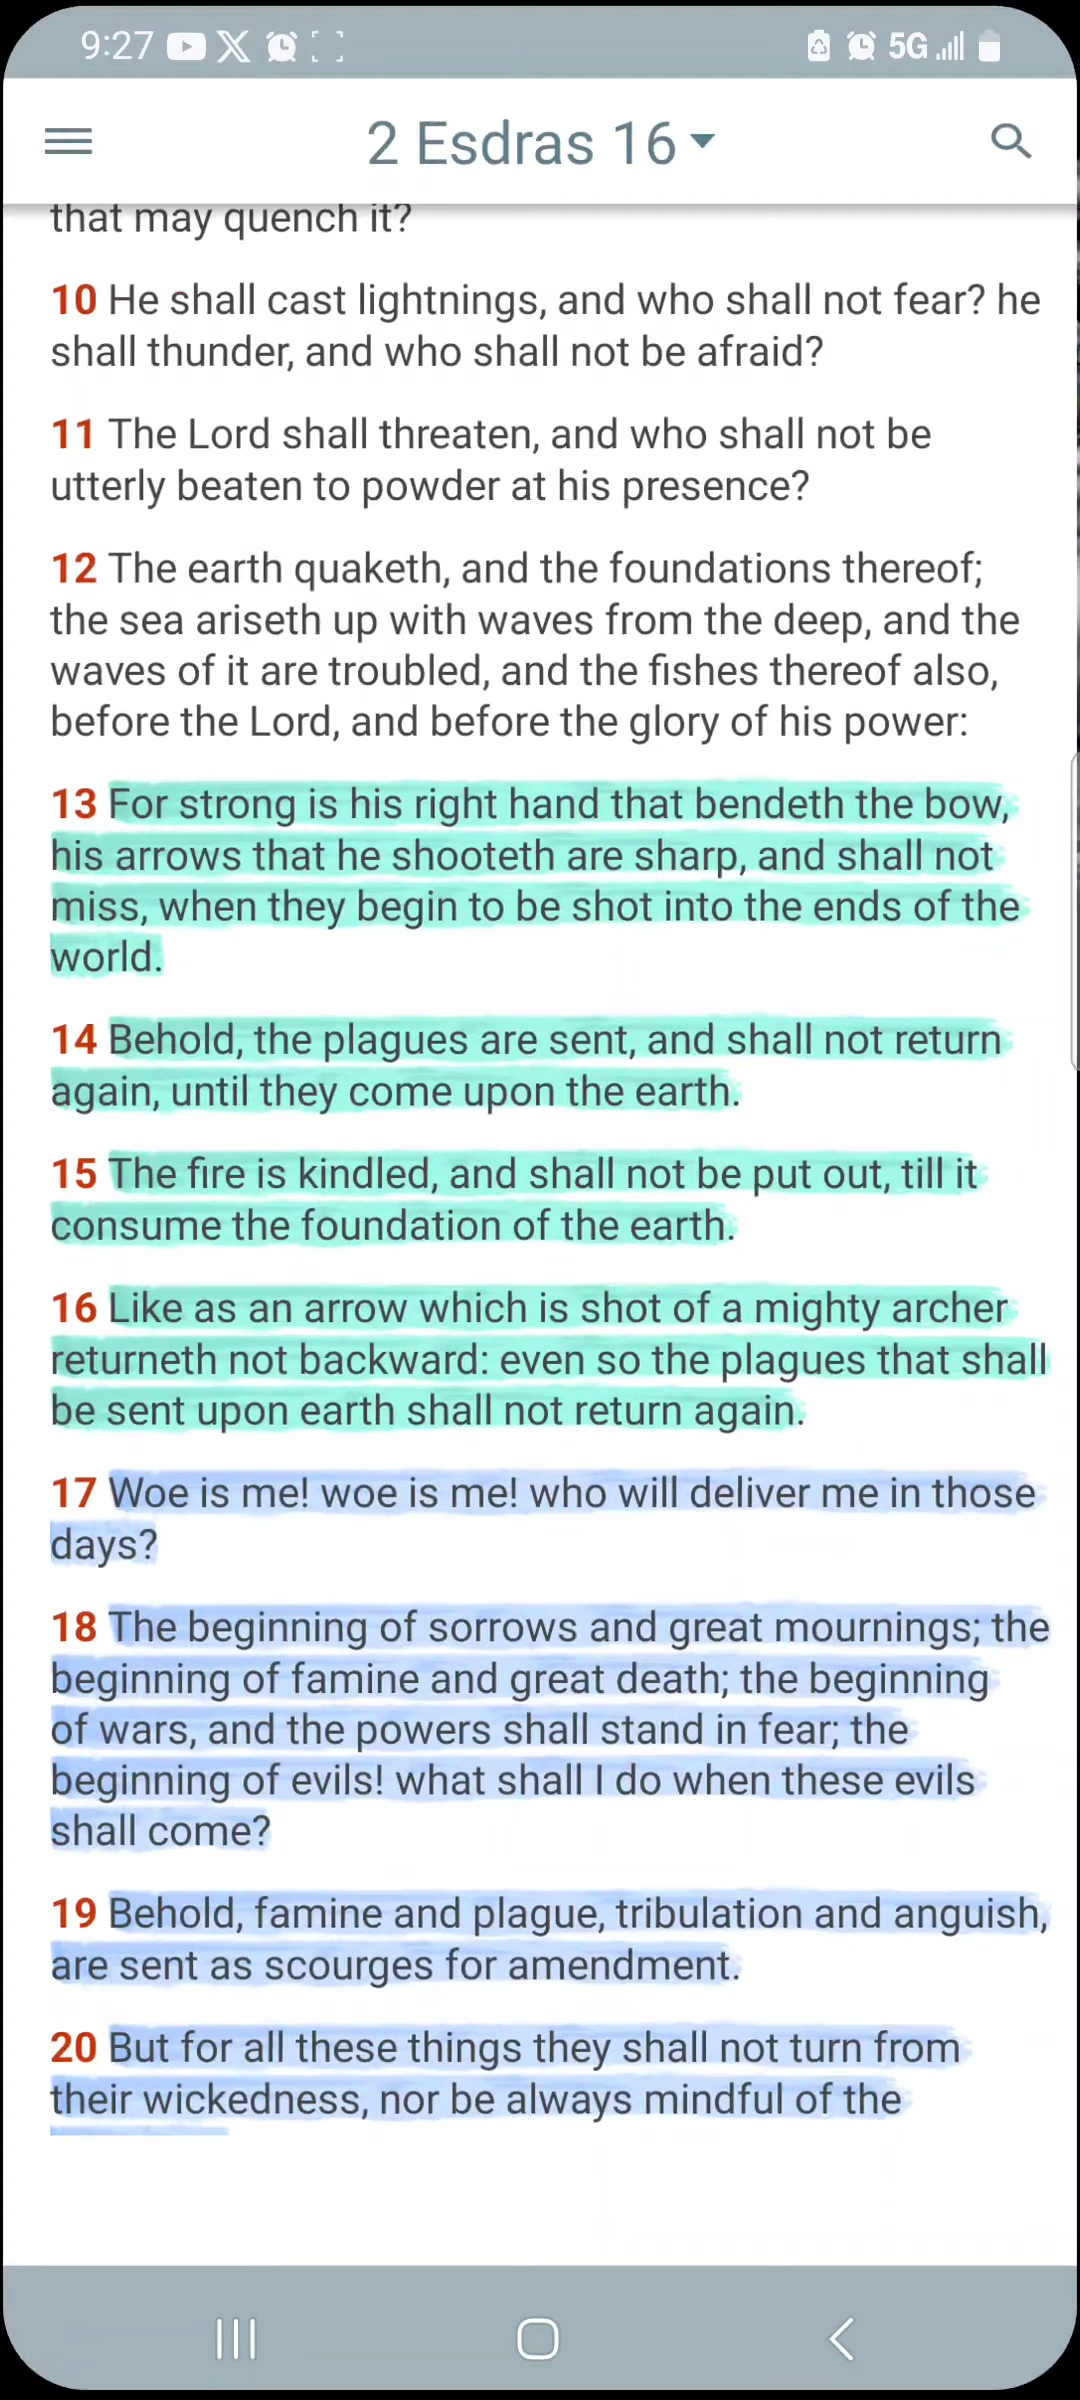 9:27
5G
2 Esdras 16
that may quench it?
10 He shall cast lightnings, and who shall not fear? he
shall thunder, and who shall not be afraid?
11 The Lord shall threaten, and who shall not be
utterly beaten to powder at his presence?
12 The earth quaketh, and the foundations thereof;
the sea ariseth up with waves from the deep, and the
waves of it are troubled, and the fishes thereof also,
before the Lord, and before the glory of his power:
13 For strong is his right hand that bendeth the bow,
his arrows that he shooteth are sharp, and shall not
miss, when they begin to be shot into the ends of the
world.
14 Behold, the plagues are sent, and shall not return
again, until they come upon the earth.
15 The fire is kindled, and shall not be put out, till it
consume the foundation of the earth.
16 Like as an arrow which is shot of a mighty archer
returneth not backward: even so the plagues that shall
be sent upon earth shall not return again.
17 Woe is me! woe is me! who will deliver me in those
days?
18 The beginning of sorrows and great mournings; the
beginning of famine and great death; the beginning
of wars, and the powers shall stand in fear; the
beginning of evils! what shall I do when these evils
shall come?
19 Behold, famine and plague, tribulation and anguish,
are sent as scourges for amendment.
20 But for all these things they shall not turn from
their wickedness, nor be always mindful of the